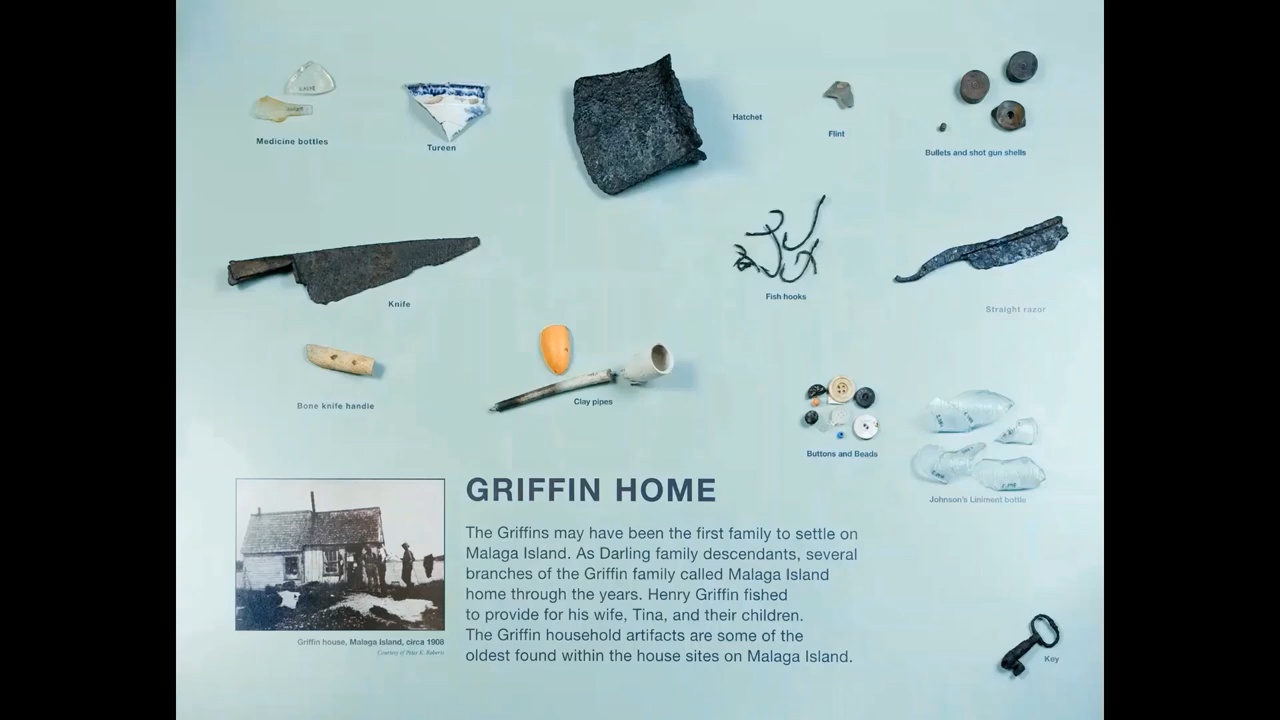 Medicine bottles
Tureen
Hatchet
Flint
Bullets and shot gun shells
Knife
Fish hooks
Straight razor
Bone knife handle
Clay pipes
Buttons and Beads
Johnson's Liniment bottle
GRIFFIN HOME
The Griffins may have been the first family to settle on
Malaga Island. As Darling family descendants, several
branches of the Griffin family called Malaga Island
home through the years. Henry Griffin fished
to provide for his wife, Tina, and their children.
The Griffin household artifacts are some of the
oldest found within the house sites on Malaga Island.
Griffin house, Malaga Island, circa 1908
Courtesy of Peter K. Roberts
Key